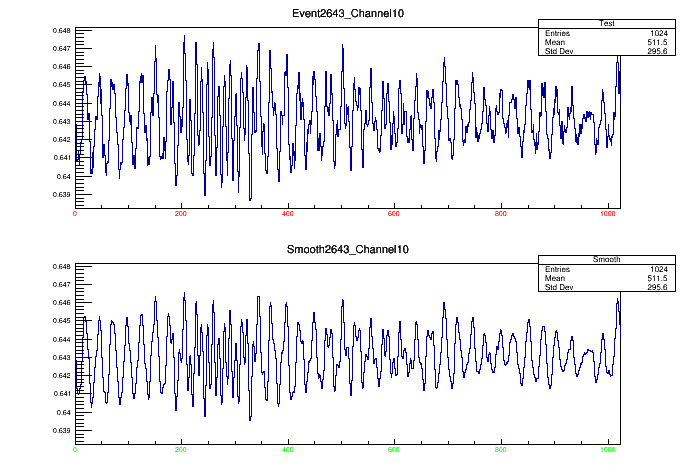 Event2643_Channel10
Test
Entries 1024
Mean 511.5
Std Dev 295.6
0.648
0.647
0.646
0.645
0.644
0.643
0.642
0.641
0.64
0.639
0 200 400 600 800 1000
Smooth2643_Channel10
Smooth
Entries 1024
Mean 511.5
Std Dev 295.6
0.648
0.647
0.646
0.645
0.644
0.643
0.642
0.641
0.64
0.639
0 200 400 600 800 1000